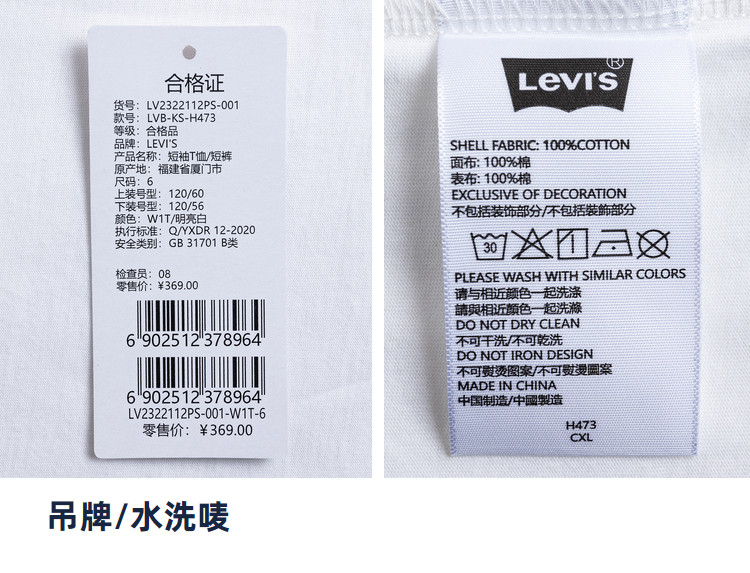 合格证
货号：LV2322112PS-001
款号：LVB-KS-H473
等级：合格品
品牌：LEVI'S
产品名称：短袖T恤/短裤
原产地：福建省厦门市
尺码：6
上装号型：120/60
下装号型：120/56
颜色：W1T/明亮白
执行标准：Q/YXDR 12-2020
安全类别：GB 31701 B类
检查员：08
零售价：¥369.00
6 902512 378964
6 902512 378964
LV2322112PS-001-W1T-6
零售价：¥369.00
LEVI'S®
SHELL FABRIC: 100%COTTON
面布: 100%棉
表布: 100%棉
EXCLUSIVE OF DECORATION
不包括装饰部分/不包括裝飾部分
30
PLEASE WASH WITH SIMILAR COLORS
请与相近颜色一起洗涤
請與相近顏色一起洗滌
DO NOT DRY CLEAN
不可干洗/不可乾洗
DO NOT IRON DESIGN
不可熨烫图案/不可熨燙圖案
MADE IN CHINA
中国制造/中國製造
H473
CXL
吊牌/水洗唛